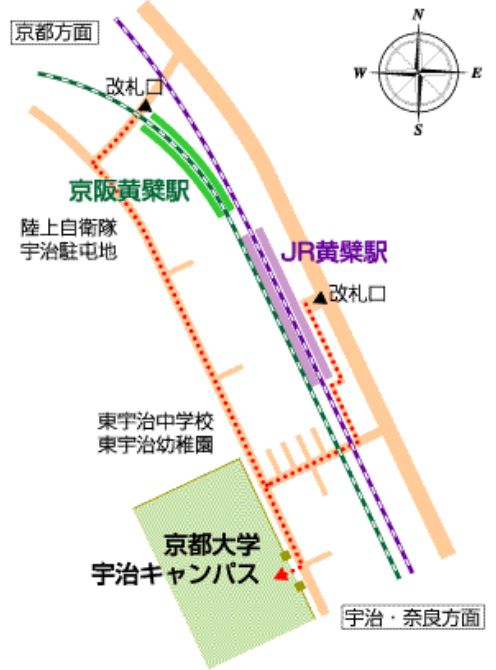 京都方面
N
W
E
S
改札口
京阪黄檗駅
陸上自衛隊
宇治駐屯地
JR黄檗駅
改札口
東宇治中学校
東宇治幼稚園
京都大学
宇治キャンパス
宇治・奈良方面